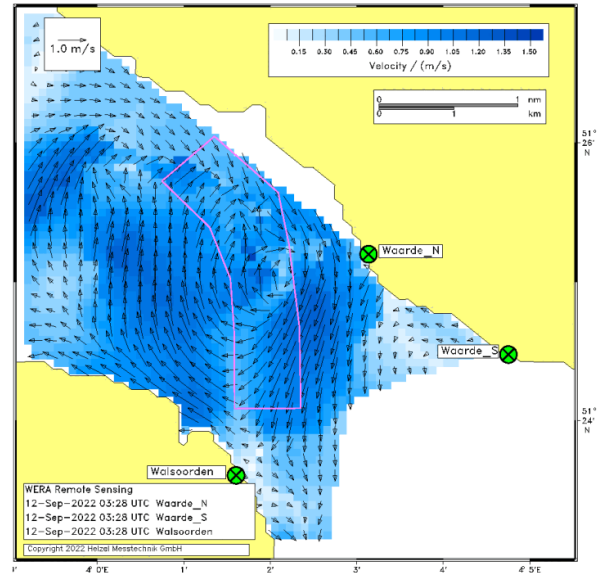 1.0 m/s
0.15 0.30 0.45 0.60 0.75 0.90 1.05 1.20 1.35 1.50
Velocity / (m/s)
0 1 nm
0 1 km
51°
26'
N
Waarde_N
Waarde_S
51°
24'
N
Walsoorden
WERA Remote Sensing
12-Sep-2022 03:28 UTC Waarde_N
12-Sep-2022 03:28 UTC Waarde_S
12-Sep-2022 03:28 UTC Walsoorden
Copyright 2022 Helzel Messtechnik GmbH
4° 0'E 1' 2' 3' 4' 4° 5'E